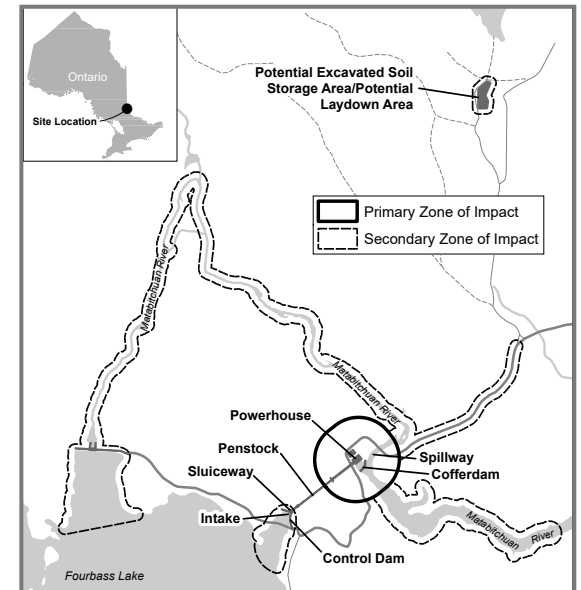 Ontario
Site Location
Potential Excavated Soil
Storage Area/Potential
Laydown Area
Primary Zone of Impact
Secondary Zone of Impact
Matabitchuan River
Matabitchuan River
Powerhouse
Penstock
Sluiceway
Intake
Spillway
Cofferdam
Control Dam
Matabitchuan River
Fourbass Lake